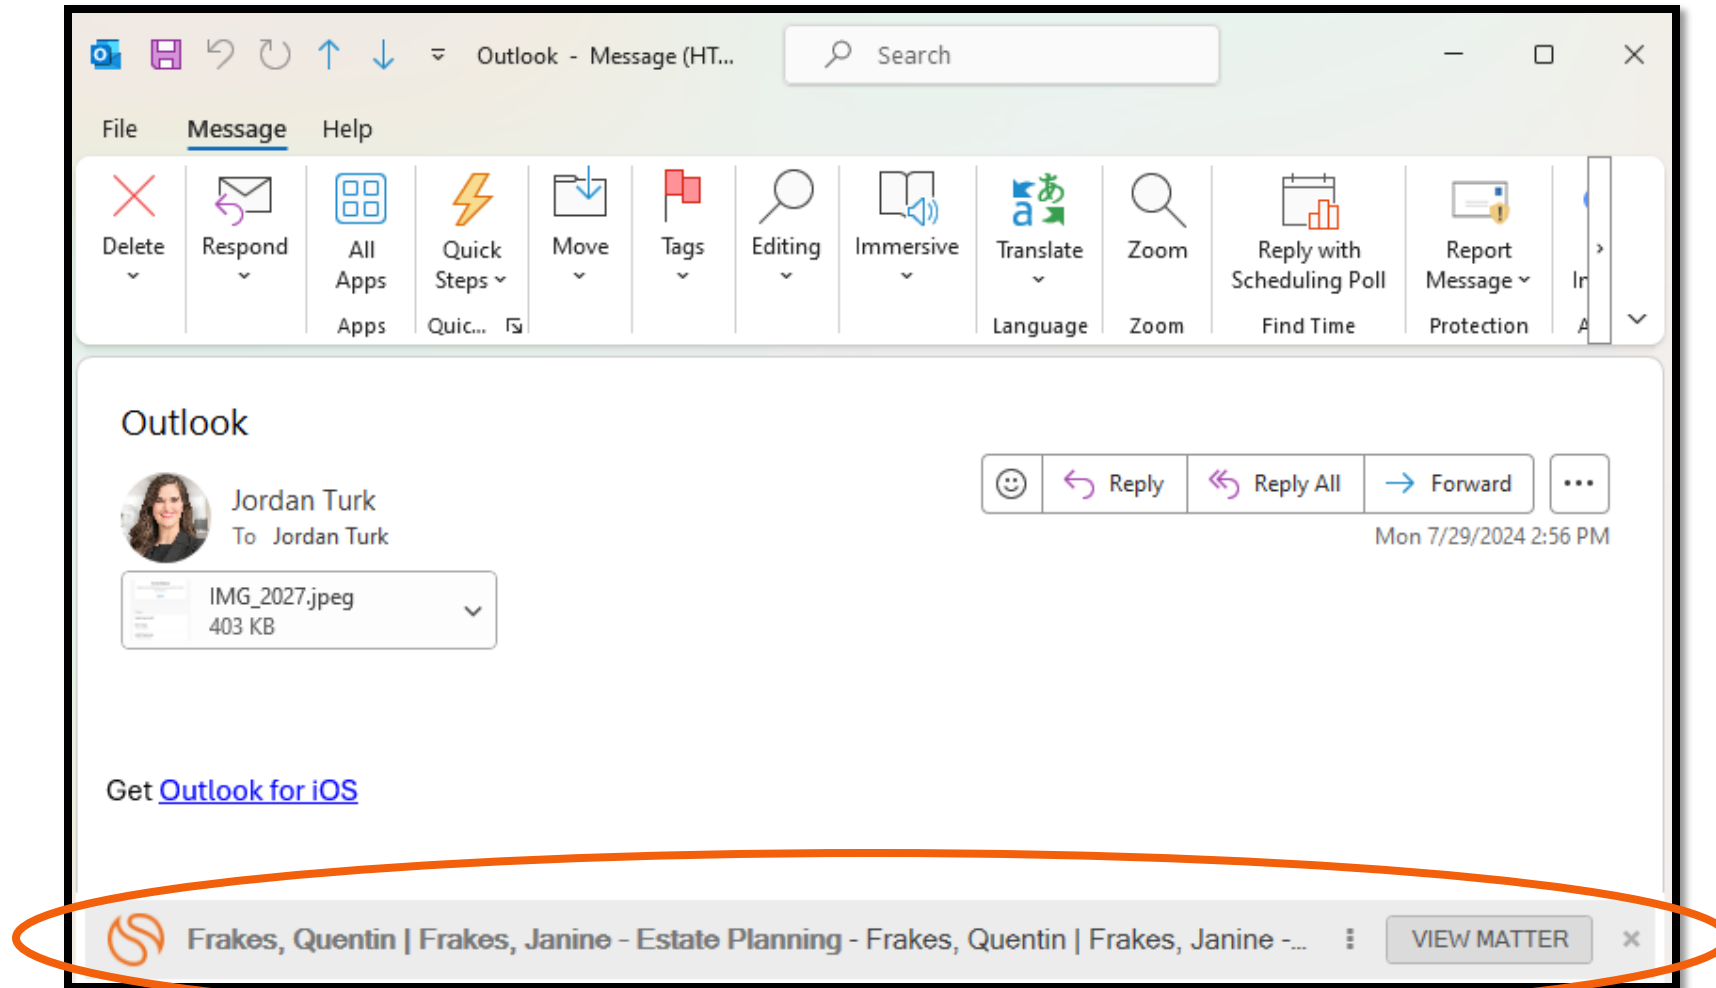 Outlook - Message (HT...
Search
File Message Help
Delete
Respond
All Apps
Quick Steps
Move
Tags
Editing
Immersive
Translate
Zoom
Reply with Scheduling Poll
Report Message
In
Apps
Quic...
Language
Zoom
Find Time
Protection
A
Outlook
Jordan Turk
To Jordan Turk
Reply Reply All Forward
Mon 7/29/2024 2:56 PM
IMG_2027.jpeg
403 KB
Get Outlook for iOS
Frakes, Quentin | Frakes, Janine - Estate Planning - Frakes, Quentin | Frakes, Janine -... VIEW MATTER